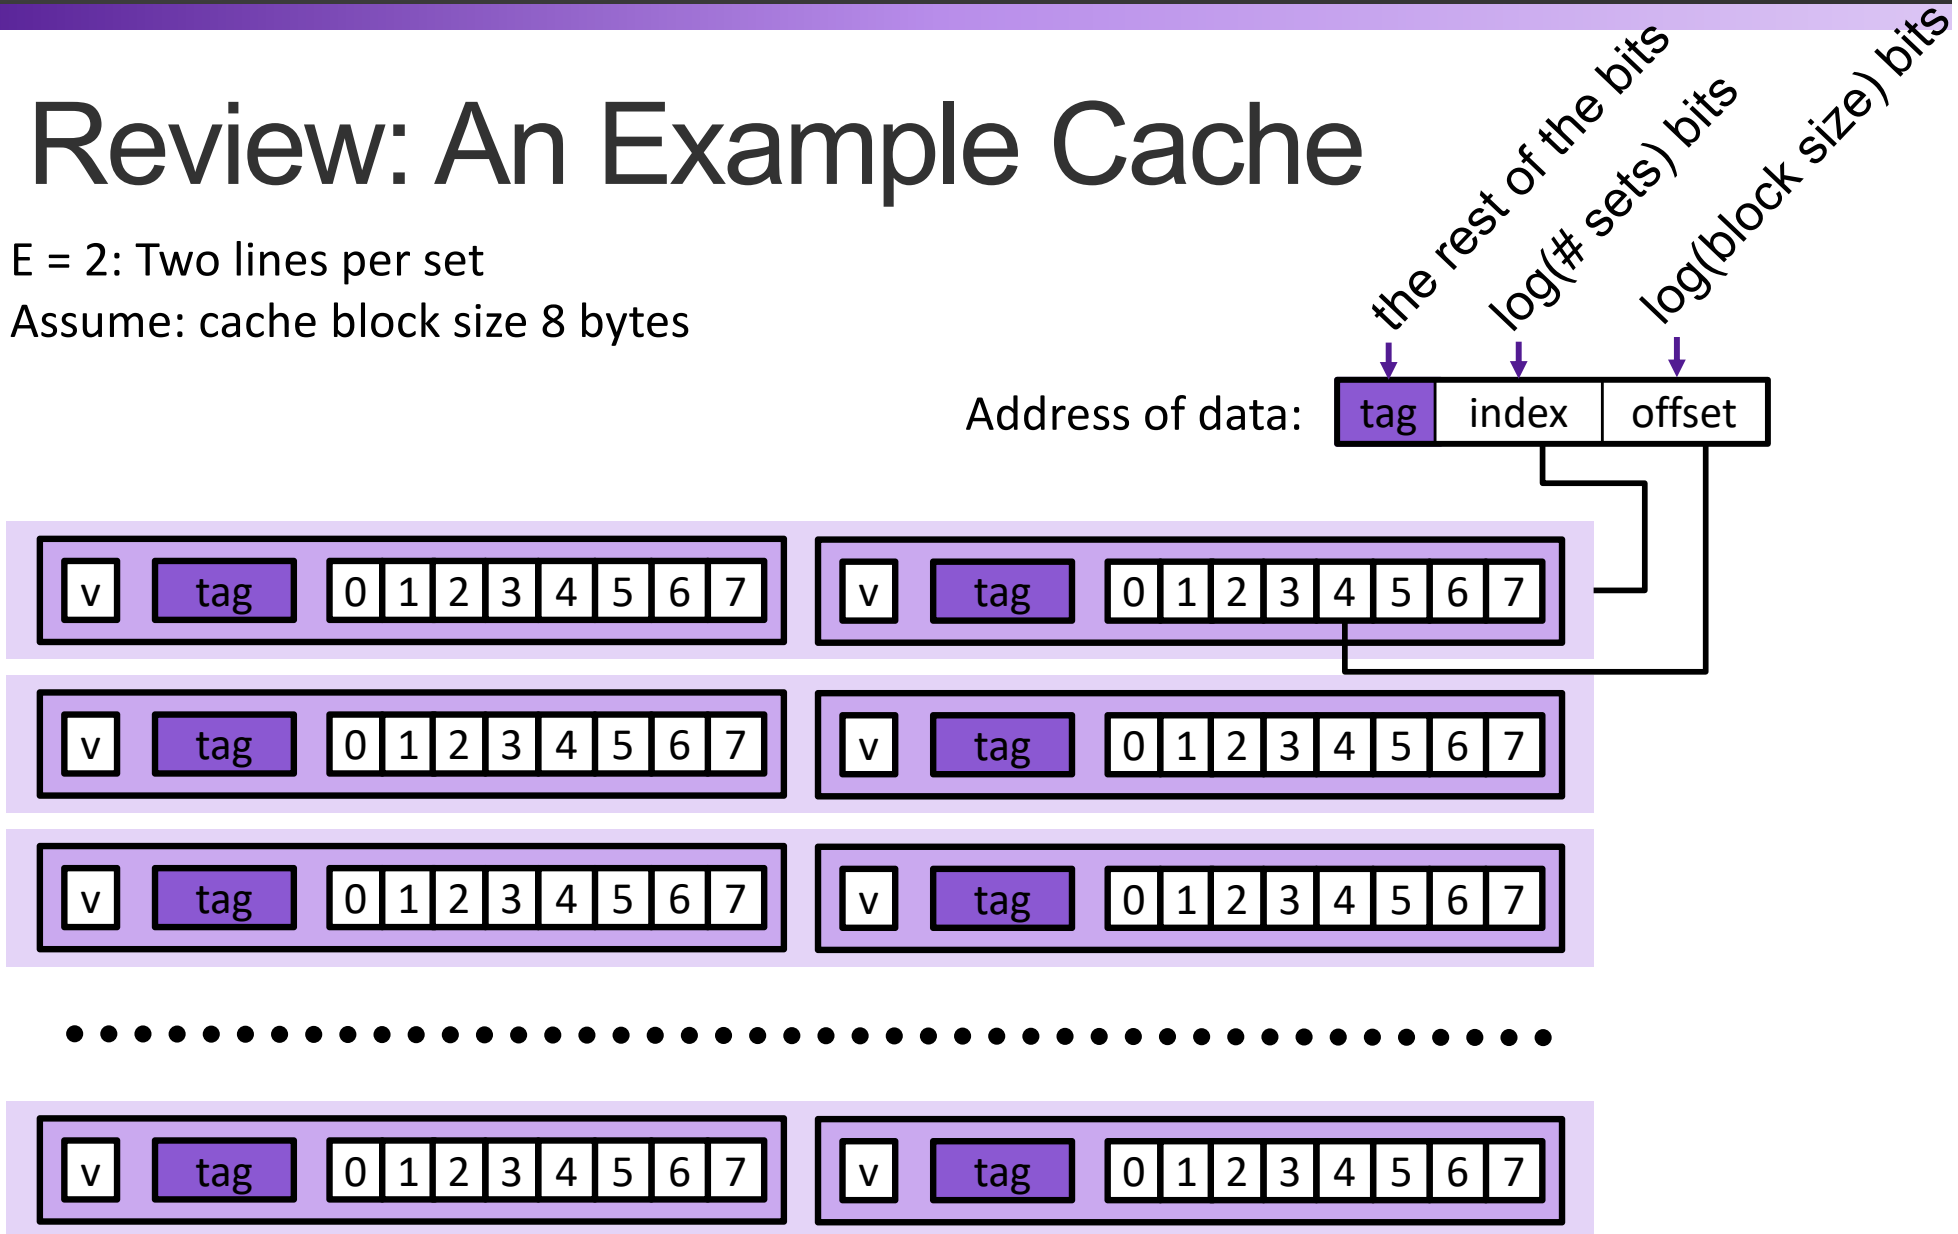 Review: An Example Cache
E = 2: Two lines per set
Assume: cache block size 8 bytes
the rest of the bits
log(# sets) bits
log(block size) bits
Address of data: tag index offset
v tag 0 1 2 3 4 5 6 7 v tag 0 1 2 3 4 5 6 7
v tag 0 1 2 3 4 5 6 7 v tag 0 1 2 3 4 5 6 7
v tag 0 1 2 3 4 5 6 7 v tag 0 1 2 3 4 5 6 7
v tag 0 1 2 3 4 5 6 7 v tag 0 1 2 3 4 5 6 7